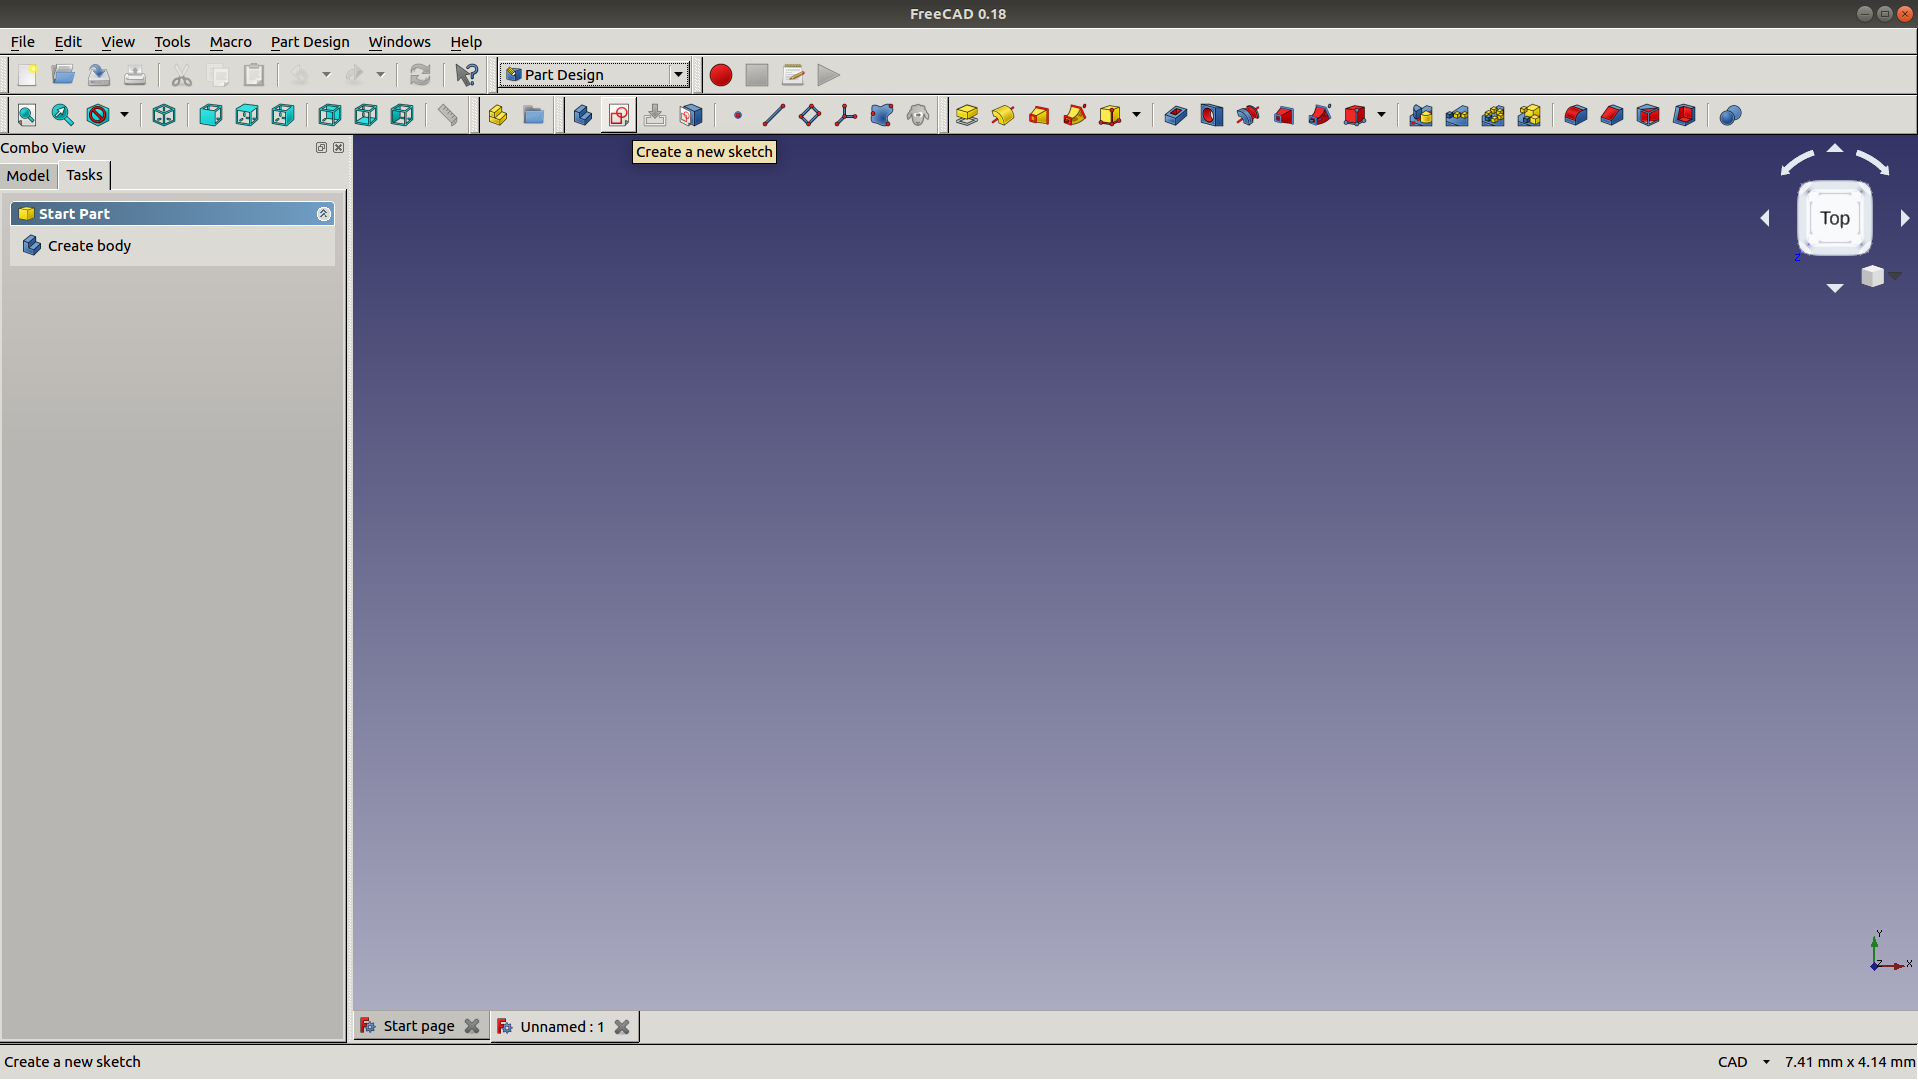 FreeCAD 0.18
File Edit View Tools Macro Part Design Windows Help
Part Design
Combo View
Create a new sketch
Model Tasks
Start Part
Create body
Top
Z
Y
Z X
Start page Unnamed : 1
Create a new sketch CAD 7.41 mm x 4.14 mm